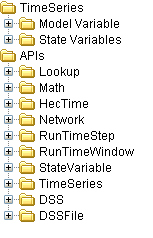 TimeSeries
Model Variable
State Variables
APIs
Lookup
Math
HecTime
Network
RunTimeStep
RunTimeWindow
StateVariable
TimeSeries
DSS
DSSFile